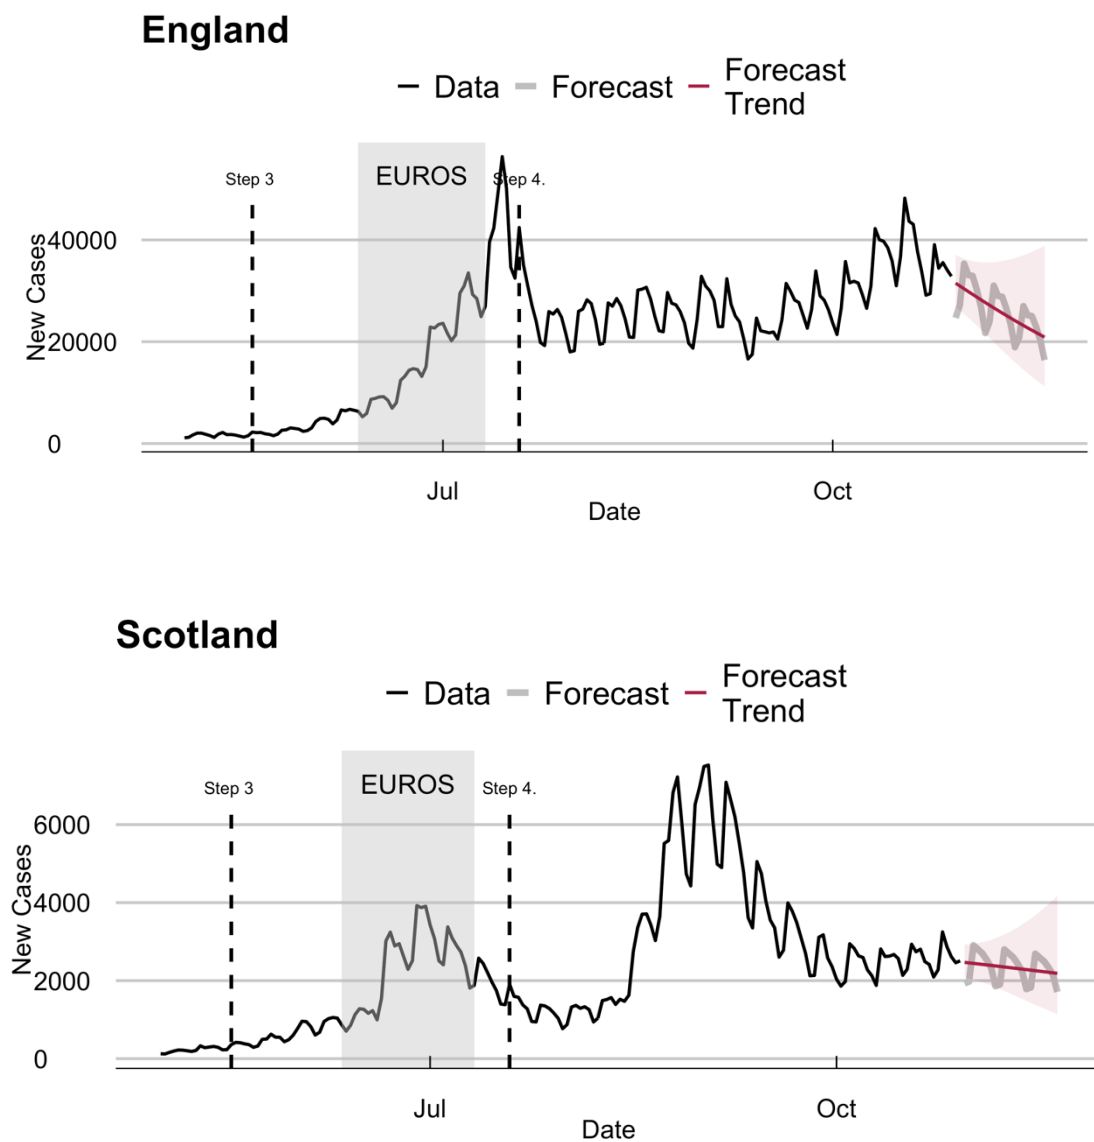 England
Data Forecast Forecast Trend
Step 3
EUROS
Step 4.
New Cases
40000
20000
0
Jul
Oct
Date
Scotland
Data Forecast Forecast Trend
Step 3
EUROS
Step 4.
New Cases
6000
4000
2000
0
Jul
Oct
Date